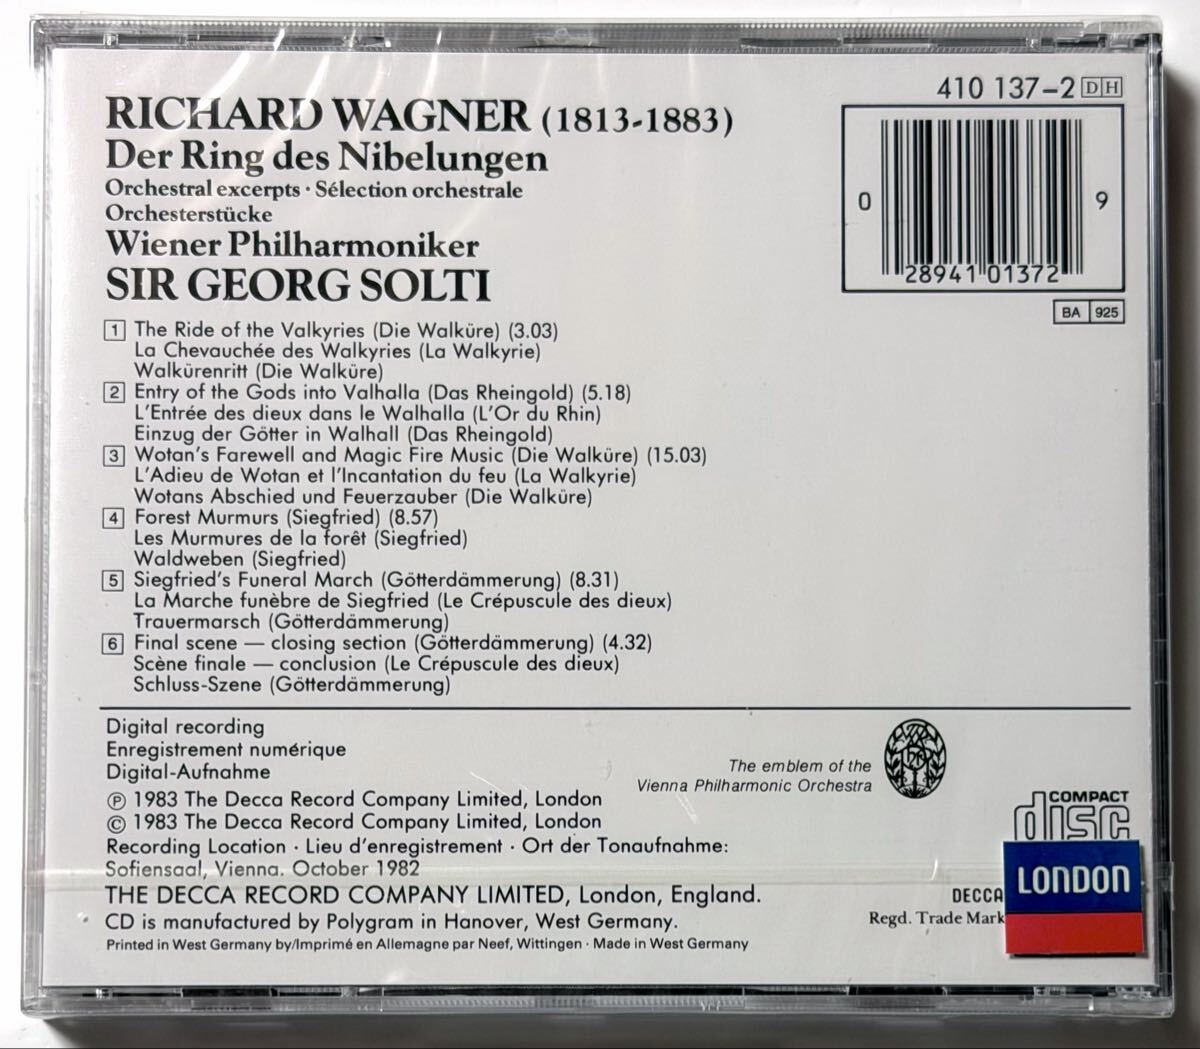 410 137-2 DH
RICHARD WAGNER (1813-1883)
Der Ring des Nibelungen
Orchestral excerpts · Sélection orchestrale
Orchesterstücke
Wiener Philharmoniker
SIR GEORG SOLTI
0 28941 01372 9
BA 925
1 The Ride of the Valkyries (Die Walküre) (3.03)
La Chevauchée des Walkyries (La Walkyrie)
Walkürenritt (Die Walküre)
2 Entry of the Gods into Valhalla (Das Rheingold) (5.18)
L'Entrée des dieux dans le Walhalla (L'Or du Rhin)
Einzug der Götter in Walhall (Das Rheingold)
3 Wotan's Farewell and Magic Fire Music (Die Walküre) (15.03)
L'Adieu de Wotan et l'Incantation du feu (La Walkyrie)
Wotans Abschied und Feuerzauber (Die Walküre)
4 Forest Murmurs (Siegfried) (8.57)
Les Murmures de la forêt (Siegfried)
Waldweben (Siegfried)
5 Siegfried's Funeral March (Götterdämmerung) (8.31)
La Marche funèbre de Siegfried (Le Crépuscule des dieux)
Trauermarsch (Götterdämmerung)
6 Final scene — closing section (Götterdämmerung) (4.32)
Scène finale — conclusion (Le Crépuscule des dieux)
Schluss-Szene (Götterdämmerung)
Digital recording
Enregistrement numérique
Digital-Aufnahme
℗ 1983 The Decca Record Company Limited, London
© 1983 The Decca Record Company Limited, London
Recording Location · Lieu d'enregistrement · Ort der Tonaufnahme:
Sofiensaal, Vienna. October 1982
THE DECCA RECORD COMPANY LIMITED, London, England.
CD is manufactured by Polygram in Hanover, West Germany.
Printed in West Germany by/Imprimé en Allemagne par Neef, Wittingen · Made in West Germany
The emblem of the
Vienna Philharmonic Orchestra
COMPACT
disc
LONDON
DECCA
Regd. Trade Mark